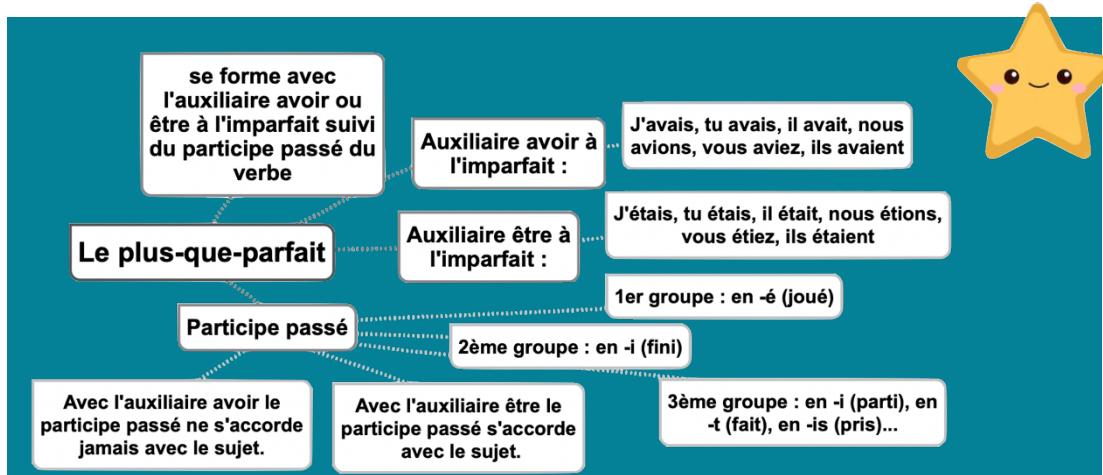 se forme avec
l'auxiliaire avoir ou
être à l'imparfait suivi
du participe passé du
verbe
Auxiliaire avoir à
l'imparfait :
J'avais, tu avais, il avait, nous
avions, vous aviez, ils avaient
Le plus-que-parfait
Auxiliaire être à
l'imparfait :
J'étais, tu étais, il était, nous étions,
vous étiez, ils étaient
Participe passé
1er groupe : en -é (joué)
2ème groupe : en -i (fini)
3ème groupe : en -i (parti), en
-t (fait), en -is (pris)...
Avec l'auxiliaire avoir le
participe passé ne s'accorde
jamais avec le sujet.
Avec l'auxiliaire être le
participe passé s'accorde
avec le sujet.